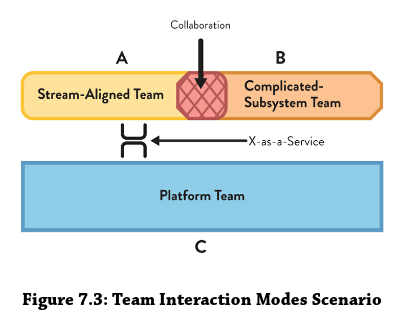 Collaboration
A
B
Stream-Aligned Team
Complicated-
Subsystem Team
X-as-a-Service
Platform Team
C
Figure 7.3: Team Interaction Modes Scenario